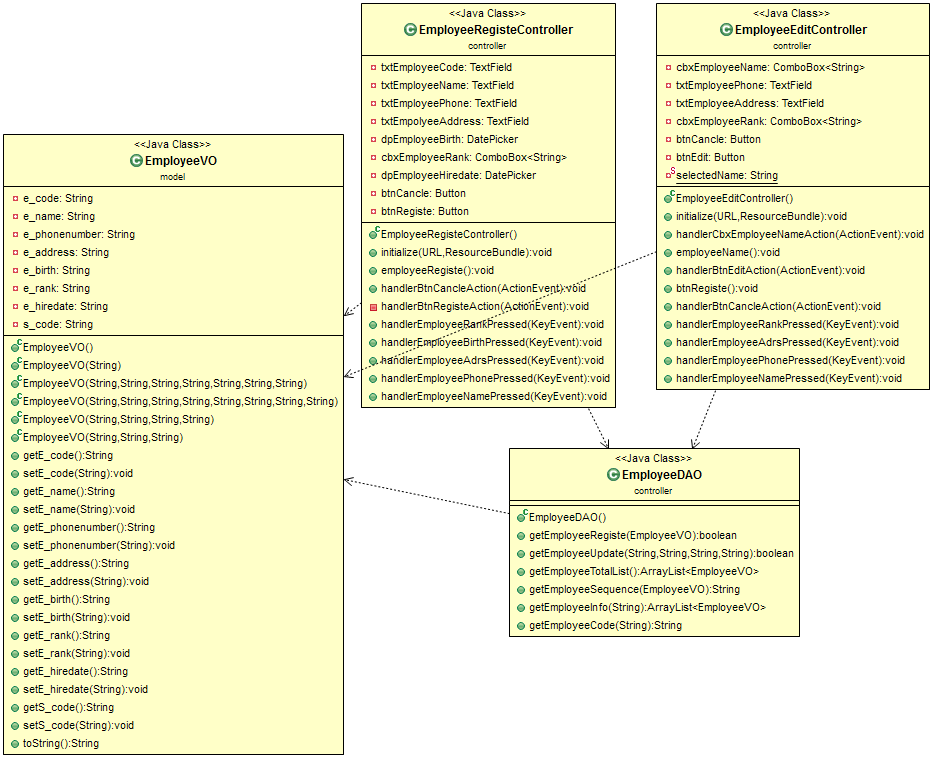 <<Java Class>>
EmployeeRegisteController
controller
txtEmployeeCode: TextField
txtEmployeeName: TextField
txtEmployeePhone: TextField
txtEmpolyeeAddress: TextField
dpEmployeeBirth: DatePicker
cbxEmployeeRank: ComboBox<String>
dpEmployeeHiredate: DatePicker
btnCancle: Button
btnRegiste: Button
EmployeeRegisteController()
initialize(URL,ResourceBundle):void
employeeRegiste():void
handlerBtnCancleAction(ActionEvent):void
handlerBtnRegisteAction(ActionEvent):void
handlerEmployeeRankPressed(KeyEvent):void
handlerEmployeeBirthPressed(KeyEvent):void
handlerEmployeeAdrsPressed(KeyEvent):void
handlerEmployeePhonePressed(KeyEvent):void
handlerEmployeeNamePressed(KeyEvent):void
<<Java Class>>
EmployeeEditController
controller
cbxEmployeeName: ComboBox<String>
txtEmployeePhone: TextField
txtEmployeeAddress: TextField
cbxEmployeeRank: ComboBox<String>
btnCancle: Button
btnEdit: Button
selectedName: String
EmployeeEditController()
initialize(URL,ResourceBundle):void
handlerCbxEmployeeNameAction(ActionEvent):void
employeeName():void
handlerBtnEditAction(ActionEvent):void
btnRegiste():void
handlerBtnCancleAction(ActionEvent):void
handlerEmployeeRankPressed(KeyEvent):void
handlerEmployeeAdrsPressed(KeyEvent):void
handlerEmployeePhonePressed(KeyEvent):void
handlerEmployeeNamePressed(KeyEvent):void
<<Java Class>>
EmployeeVO
model
e_code: String
e_name: String
e_phonenumber: String
e_address: String
e_birth: String
e_rank: String
e_hiredate: String
s_code: String
EmployeeVO()
EmployeeVO(String)
EmployeeVO(String,String,String,String,String,String,String)
EmployeeVO(String,String,String,String,String,String,String,String)
EmployeeVO(String,String,String,String)
EmployeeVO(String,String,String)
getE_code():String
setE_code(String):void
getE_name():String
setE_name(String):void
getE_phonenumber():String
setE_phonenumber(String):void
getE_address():String
setE_address(String):void
getE_birth():String
setE_birth(String):void
getE_rank():String
setE_rank(String):void
getE_hiredate():String
setE_hiredate(String):void
getS_code():String
setS_code(String):void
toString():String
<<Java Class>>
EmployeeDAO
controller
EmployeeDAO()
getEmployeeRegiste(EmployeeVO):boolean
getEmployeeUpdate(String,String,String,String):boolean
getEmployeeTotalList():ArrayList<EmployeeVO>
getEmployeeSequence(EmployeeVO):String
getEmployeeInfo(String):ArrayList<EmployeeVO>
getEmployeeCode(String):String